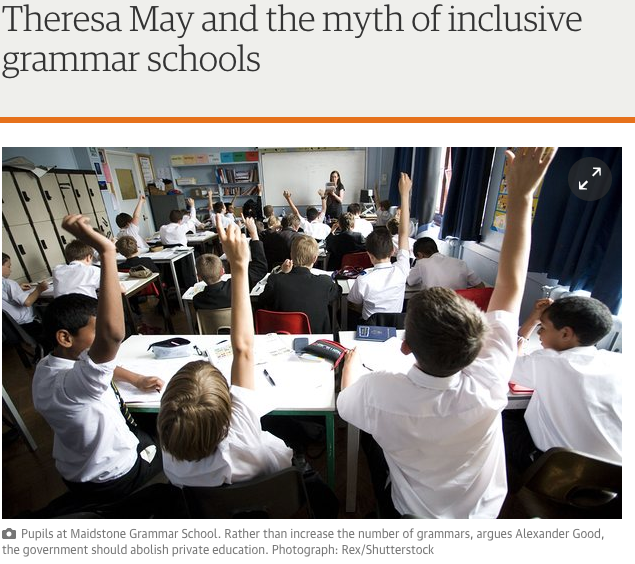 Theresa May and the myth of inclusive
grammar schools
Pupils at Maidstone Grammar School. Rather than increase the number of grammars, argues Alexander Good,
the government should abolish private education. Photograph: Rex/Shutterstock